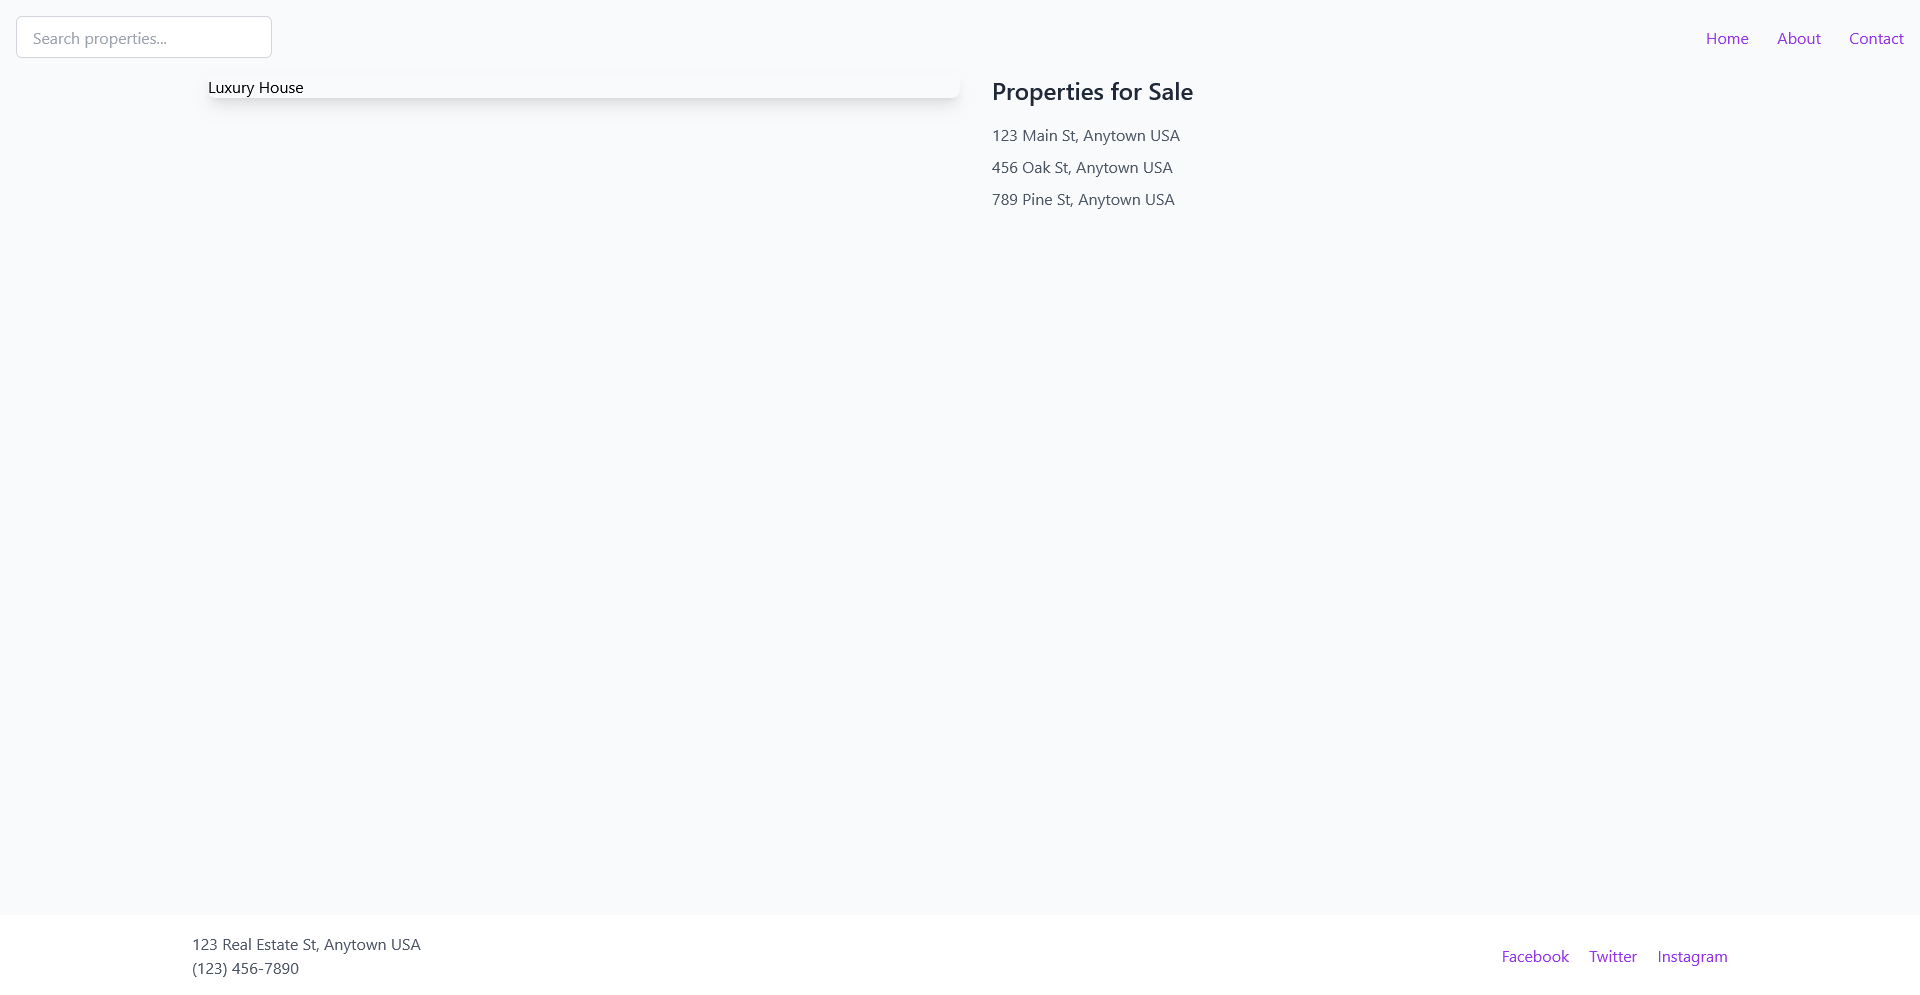 Search properties...
Home About Contact
Luxury House
Properties for Sale
123 Main St, Anytown USA
456 Oak St, Anytown USA
789 Pine St, Anytown USA
123 Real Estate St, Anytown USA
(123) 456-7890
Facebook Twitter Instagram